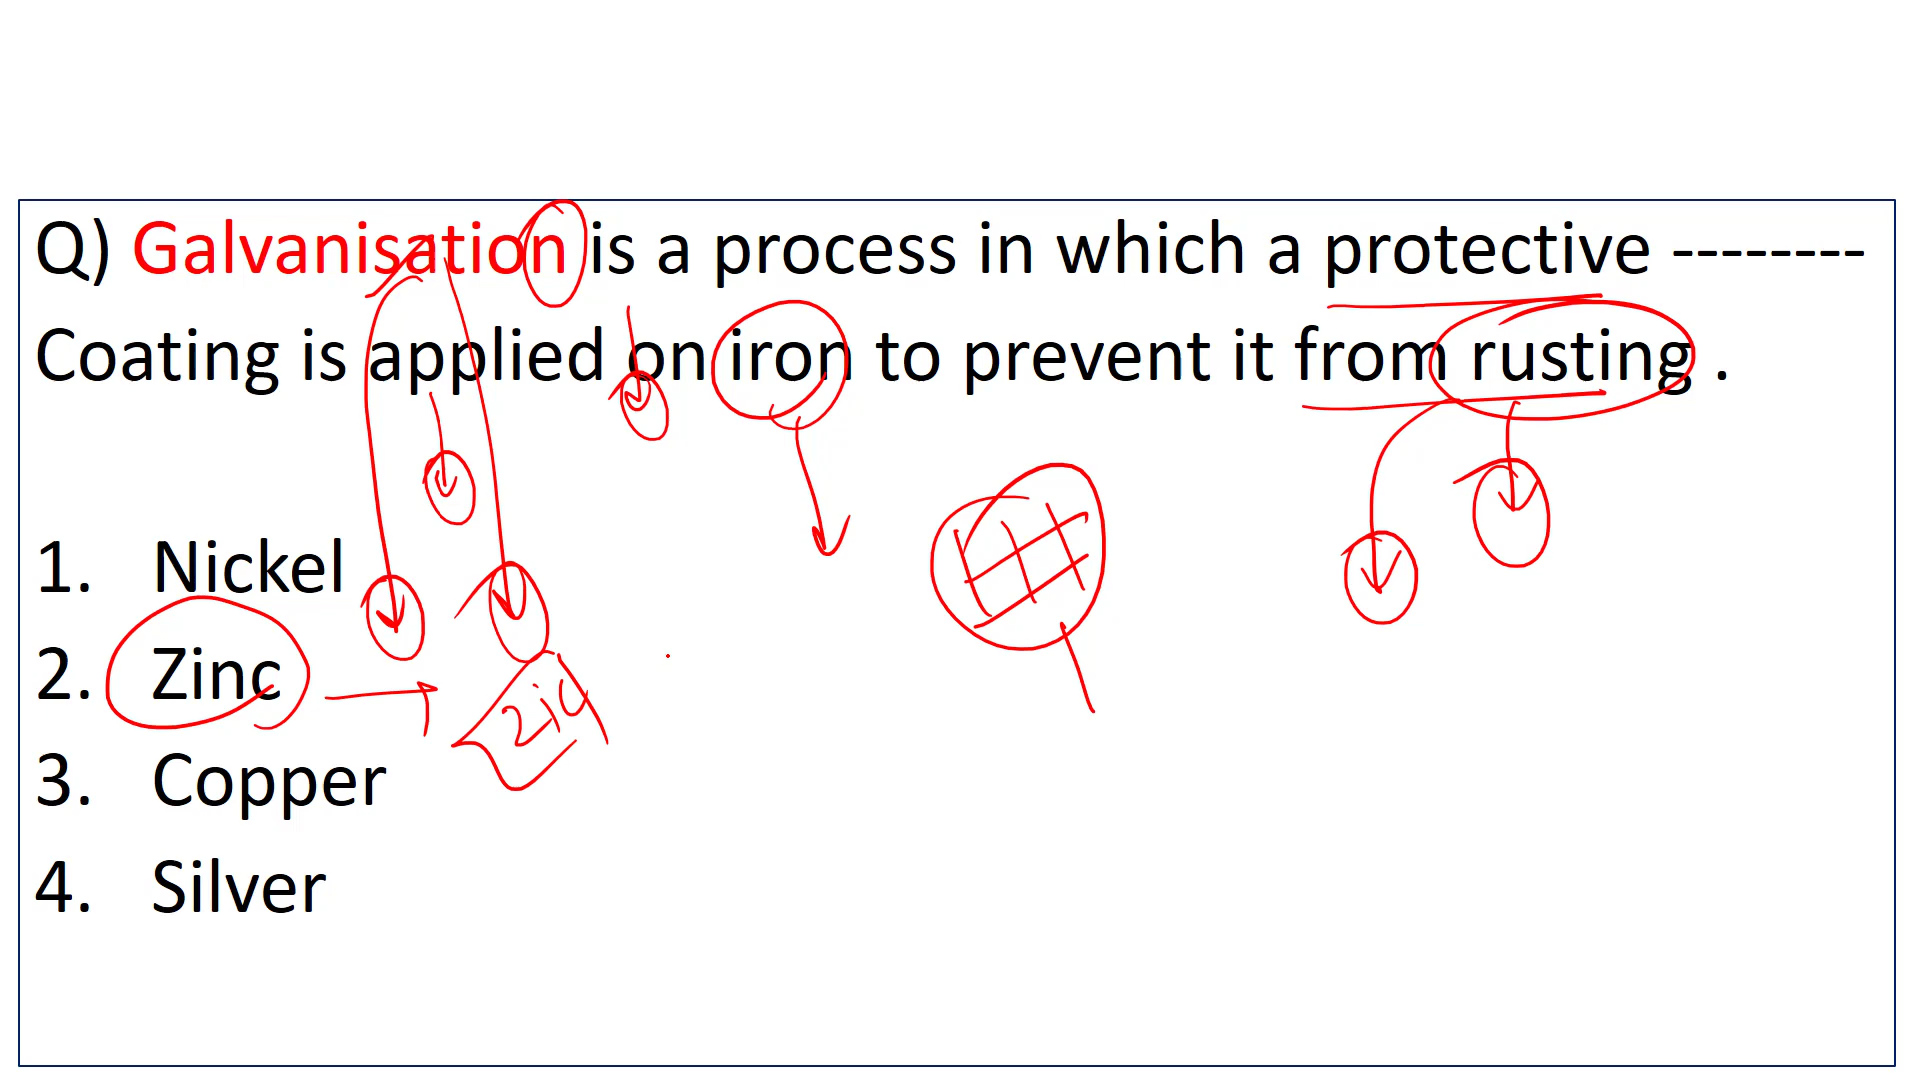 Q) Galvanisation is a process in which a protective --------
Coating is applied on iron to prevent it from rusting .
1. Nickel
2. Zinc
3. Copper
4. Silver